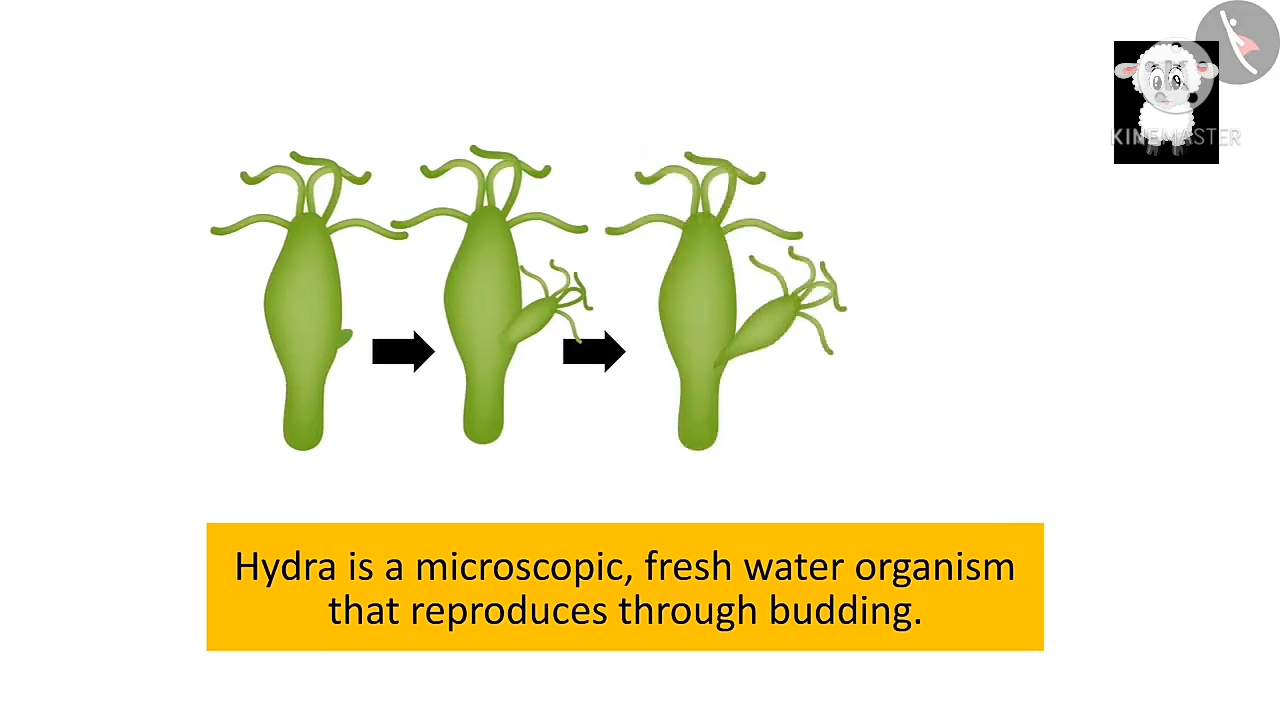 KINEMASTER
Hydra is a microscopic, fresh water organism
that reproduces through budding.